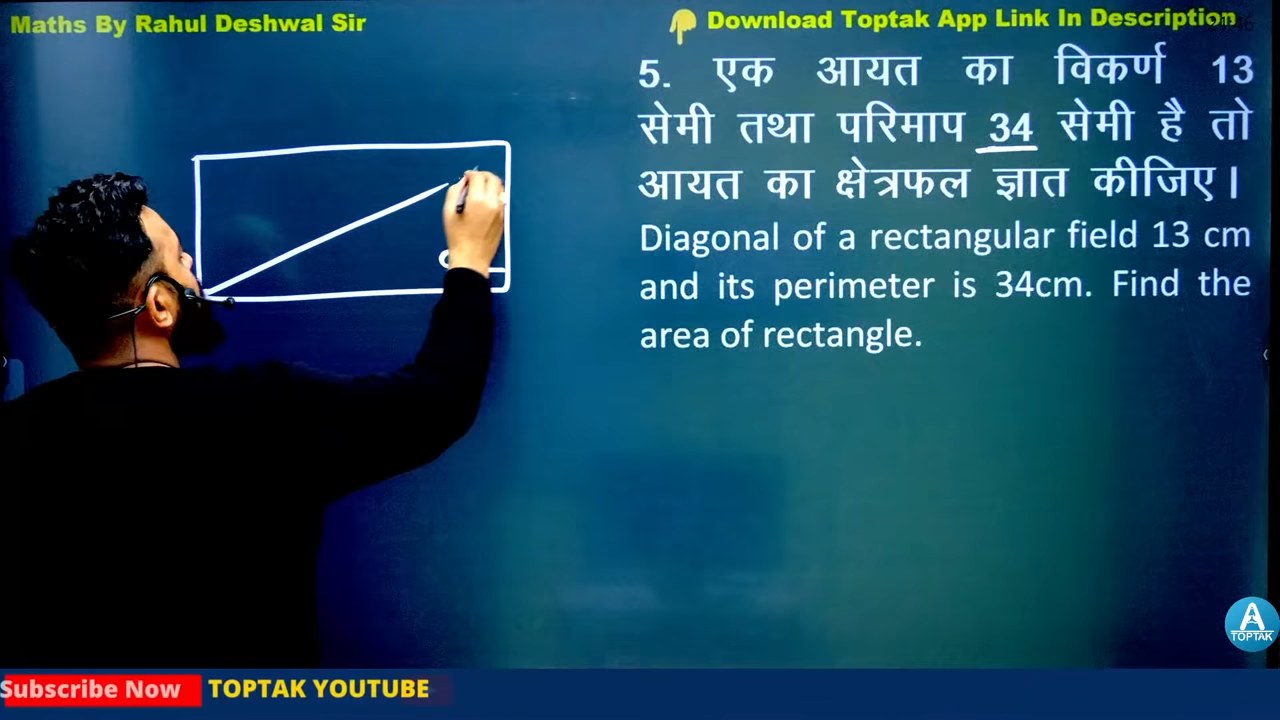 Maths By Rahul Deshwal Sir
Download Toptak App Link In Description
5. एक आयत का विकर्ण 13
सेमी तथा परिमाप 34 सेमी है तो
आयत का क्षेत्रफल ज्ञात कीजिए।
Diagonal of a rectangular field 13 cm
and its perimeter is 34cm. Find the
area of rectangle.
A
TOPTAK
Subscribe Now TOPTAK YOUTUBE